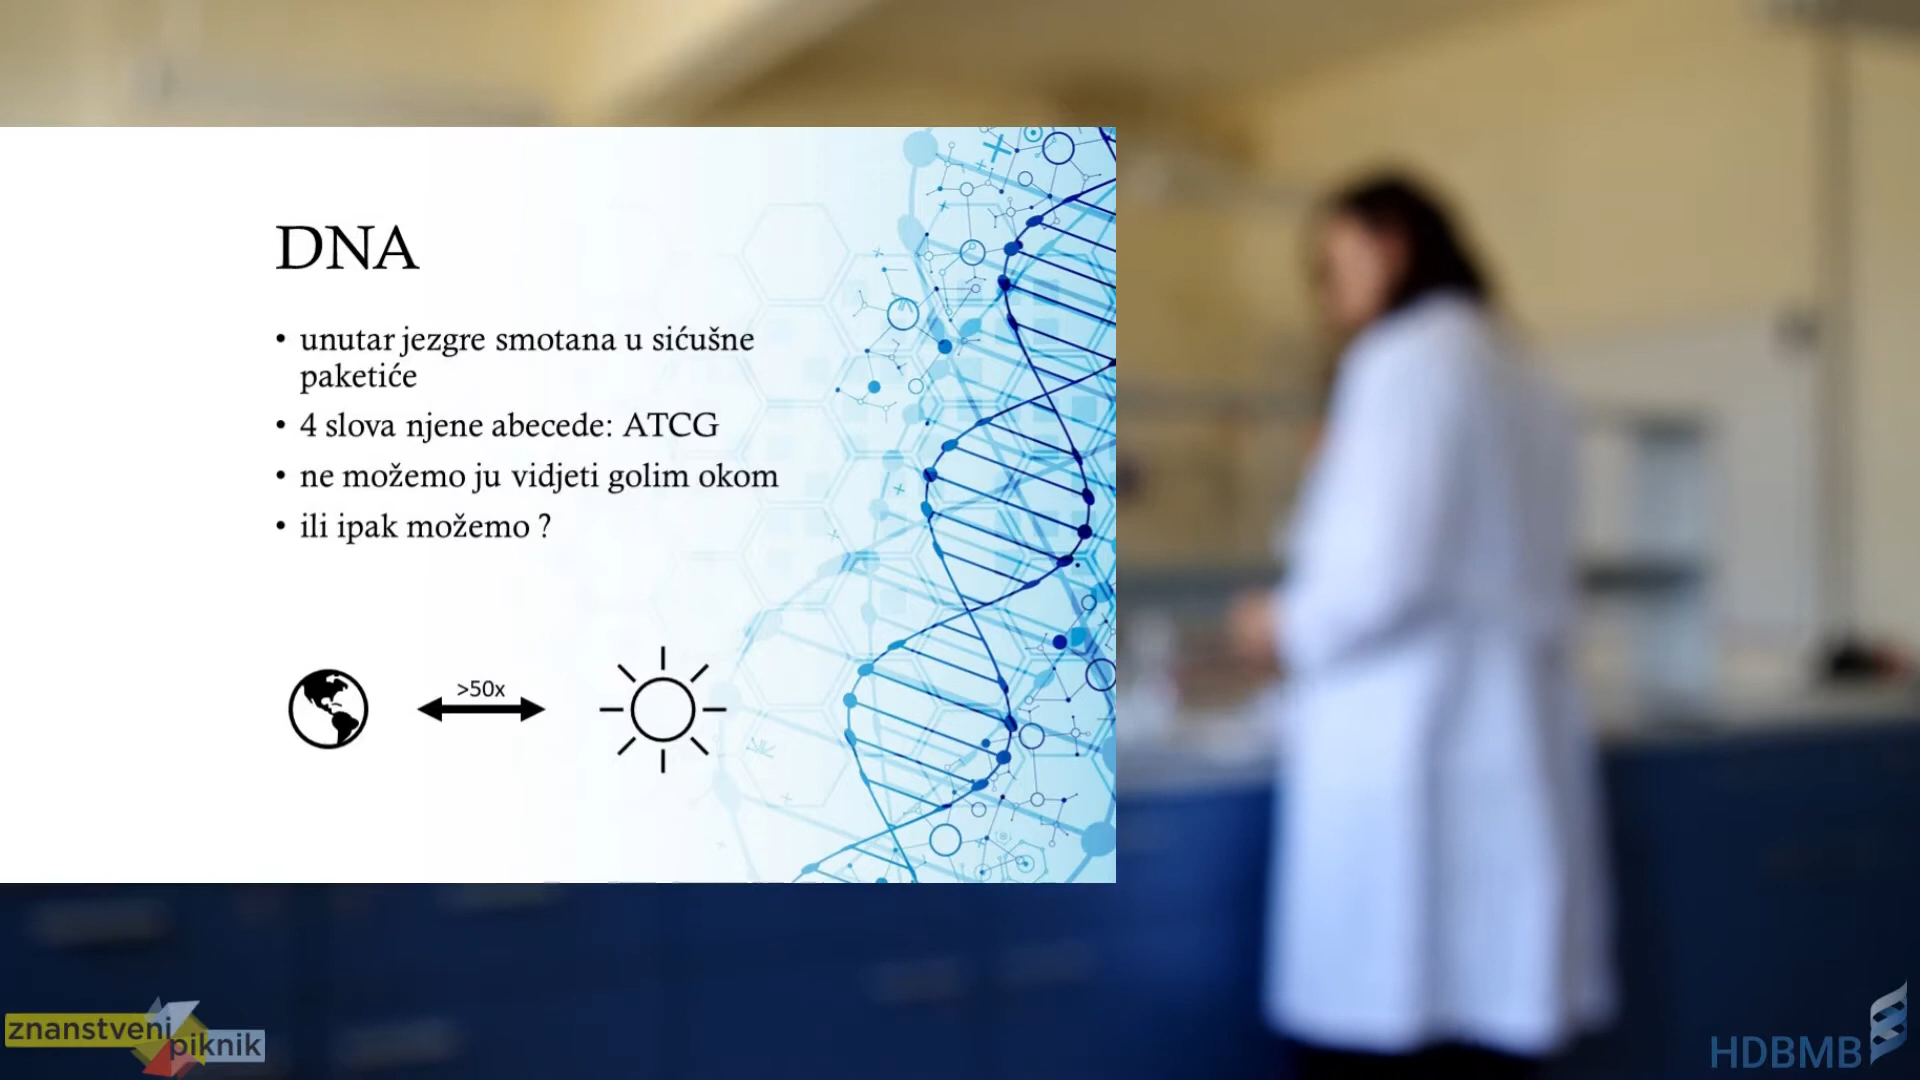 DNA
• unutar jezgre smotana u sićušne
paketiće
• 4 slova njene abecede: ATCG
• ne možemo ju vidjeti golim okom
• ili ipak možemo ?
>50x
znanstveni
piknik
HDBMB